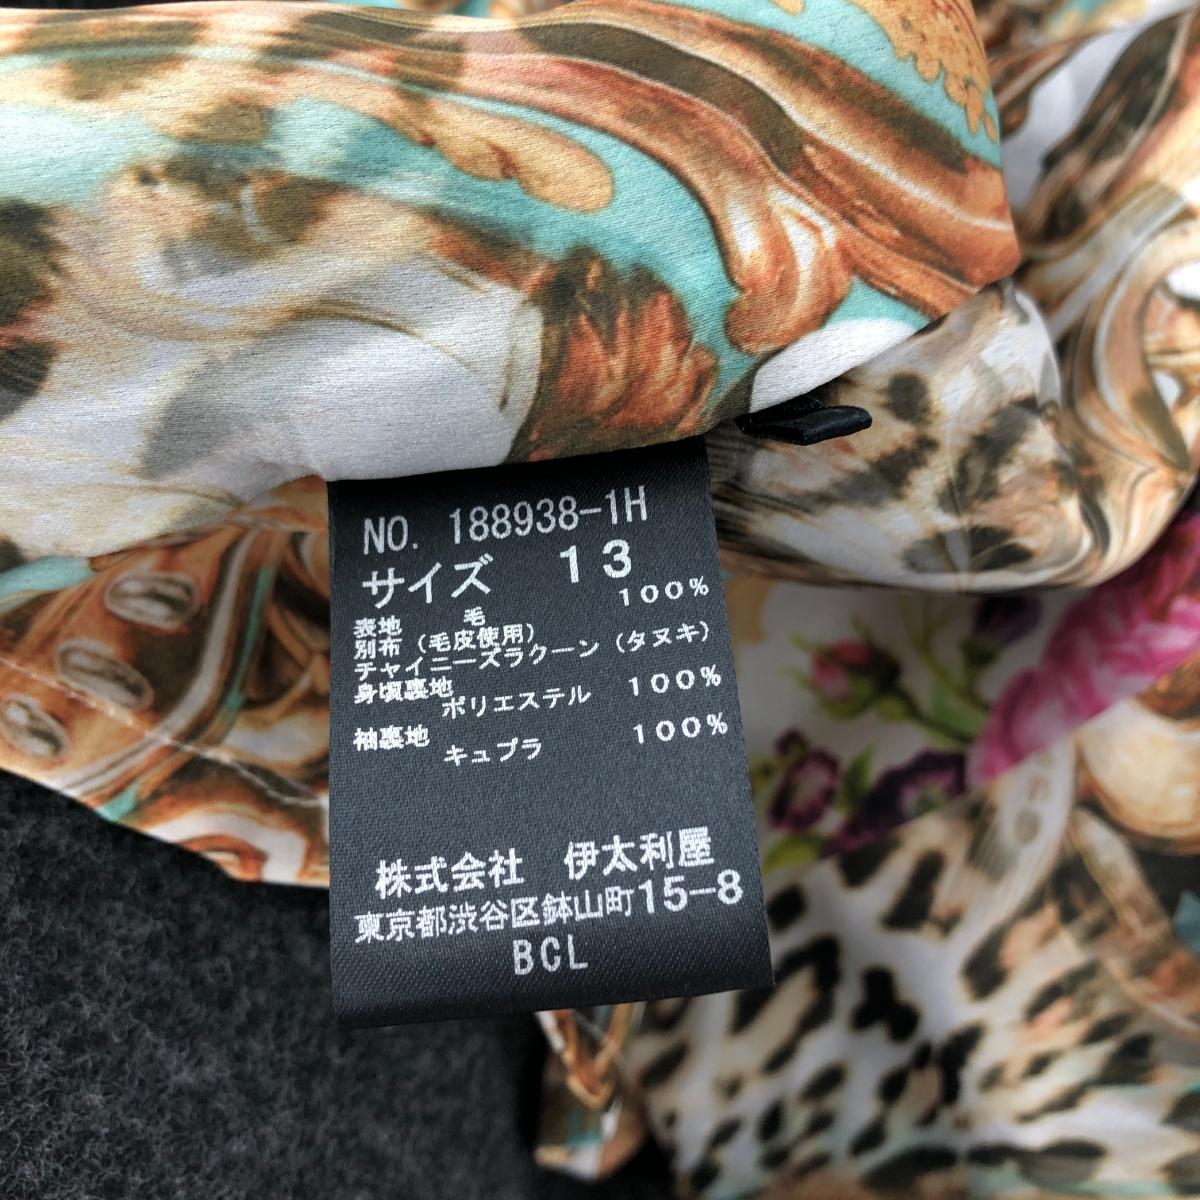 NO. 188938-1H
サイズ　13
表地　毛　100%
別布（毛皮使用）
チャイニーズラクーン（タヌキ）
身頃裏地
ポリエステル　100%
袖裏地
キュプラ　100%
株式会社　伊太利屋
東京都渋谷区鉢山町15-8
BCL